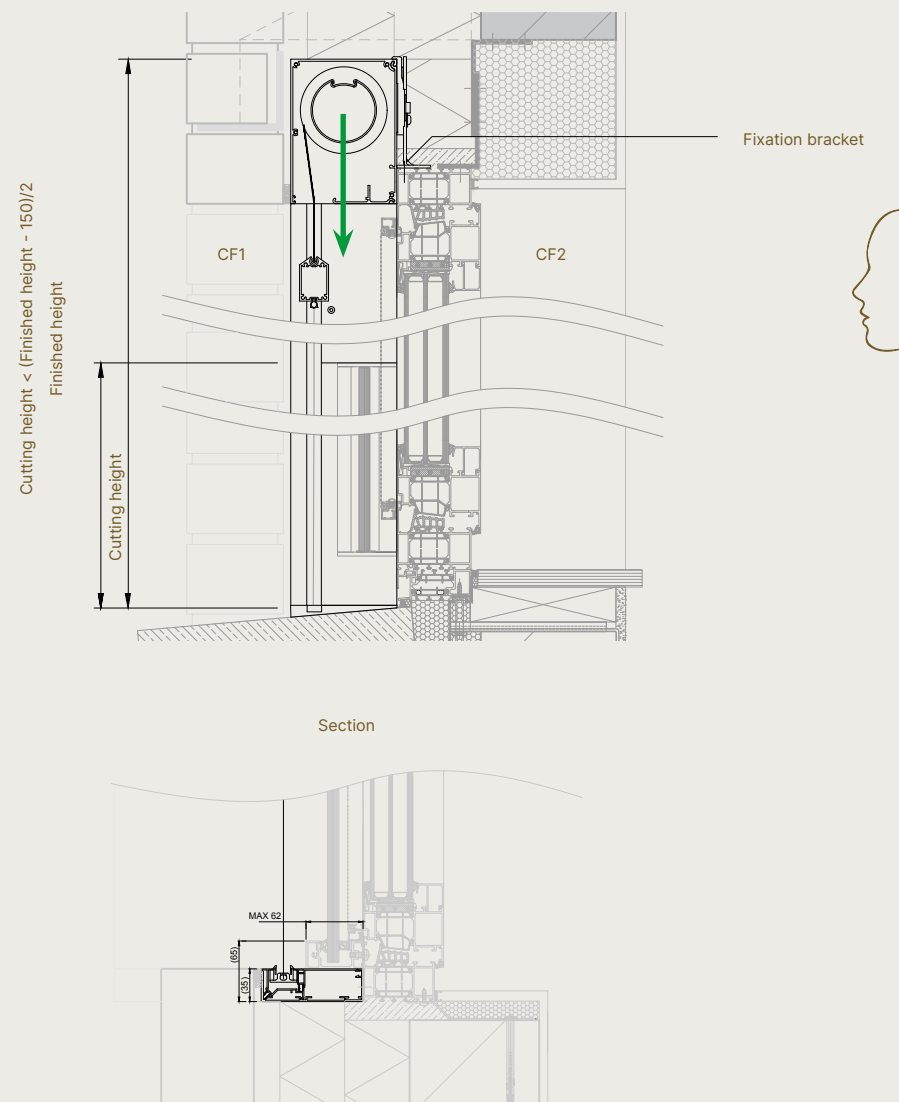 Fixation bracket
CF1
CF2
Cutting height < (Finished height - 150)/2
Finished height
Cutting height
Section
MAX 62
(65)
(35)